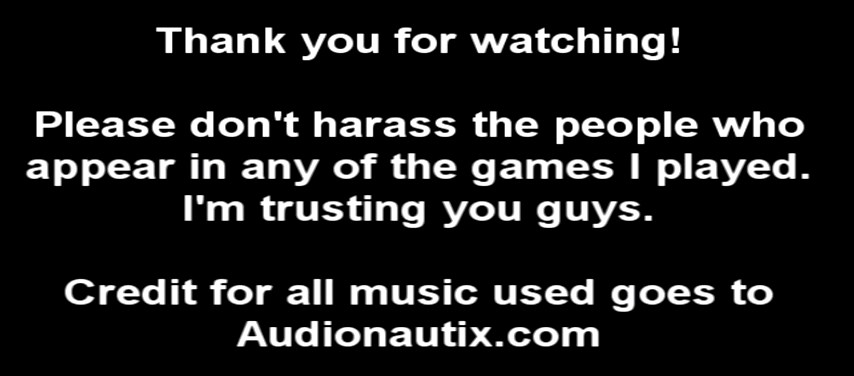 Thank you for watching!
Please don't harass the people who
appear in any of the games I played.
I'm trusting you guys.
Credit for all music used goes to
Audionautix.com